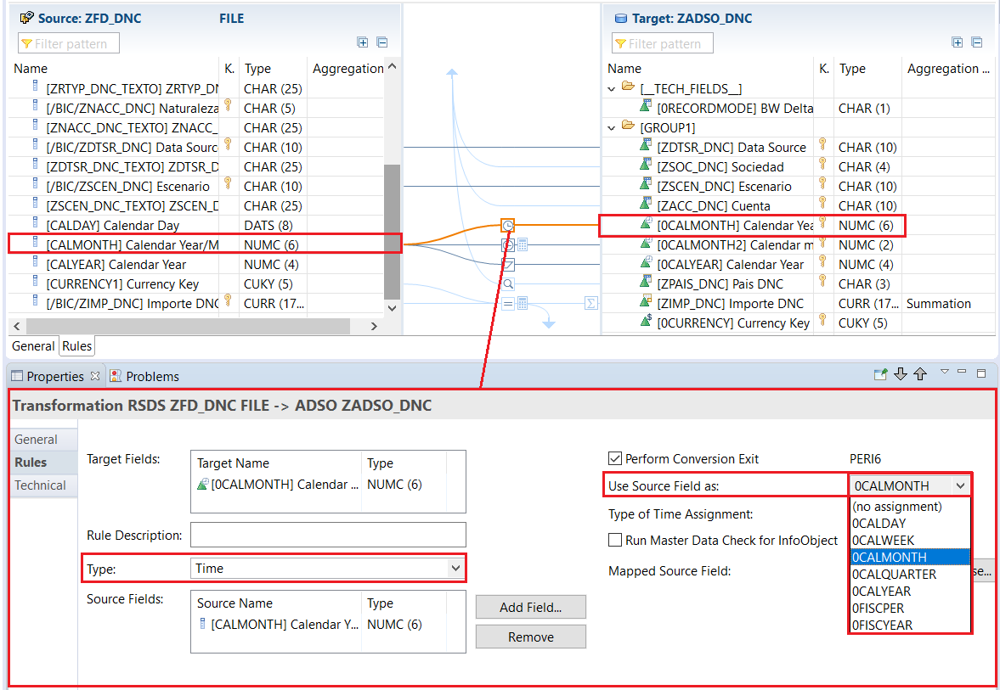 Source: ZFD_DNC FILE
Filter pattern
Name K. Type Aggregation
[ZRTYP_DNC_TEXTO] ZRTYP_DN CHAR (25)
[/BIC/ZNACC_DNC] Naturaleza CHAR (5)
[ZNACC_DNC_TEXTO] ZNACC_ CHAR (25)
[/BIC/ZDTSR_DNC] Data Source CHAR (10)
[ZDTSR_DNC_TEXTO] ZDTSR_D CHAR (25)
[/BIC/ZSCEN_DNC] Escenario CHAR (10)
[ZSCEN_DNC_TEXTO] ZSCEN_D CHAR (25)
[CALDAY] Calendar Day DATS (8)
[CALMONTH] Calendar Year/M NUMC (6)
[CALYEAR] Calendar Year NUMC (4)
[CURRENCY1] Currency Key CUKY (5)
[/BIC/ZIMP_DNC] Importe DNC CURR (17...
General Rules
Target: ZADSO_DNC
Filter pattern
Name K. Type Aggregation ...
[__TECH_FIELDS__]
[0RECORDMODE] BW Delta CHAR (1)
[GROUP1]
[ZDTSR_DNC] Data Source CHAR (10)
[ZSOC_DNC] Sociedad CHAR (4)
[ZSCEN_DNC] Escenario CHAR (10)
[ZACC_DNC] Cuenta CHAR (10)
[0CALMONTH] Calendar Yea NUMC (6)
[0CALMONTH2] Calendar m NUMC (2)
[0CALYEAR] Calendar Year NUMC (4)
[ZPAIS_DNC] Pais DNC CHAR (3)
[ZIMP_DNC] Importe DNC CURR (17... Summation
[0CURRENCY] Currency Key CUKY (5)
Properties Problems
Transformation RSDS ZFD_DNC FILE -> ADSO ZADSO_DNC
General
Rules
Technical
Target Fields:
Target Name Type
[0CALMONTH] Calendar ... NUMC (6)
Rule Description:
Type: Time
Source Fields:
Source Name Type
[CALMONTH] Calendar Y... NUMC (6)
Add Field...
Remove
Perform Conversion Exit PERI6
Use Source Field as: 0CALMONTH
Type of Time Assignment:
Run Master Data Check for InfoObject
Mapped Source Field:
(no assignment)
0CALDAY
0CALWEEK
0CALMONTH
0CALQUARTER
0CALYEAR
0FISCPER
0FISCYEAR
se...